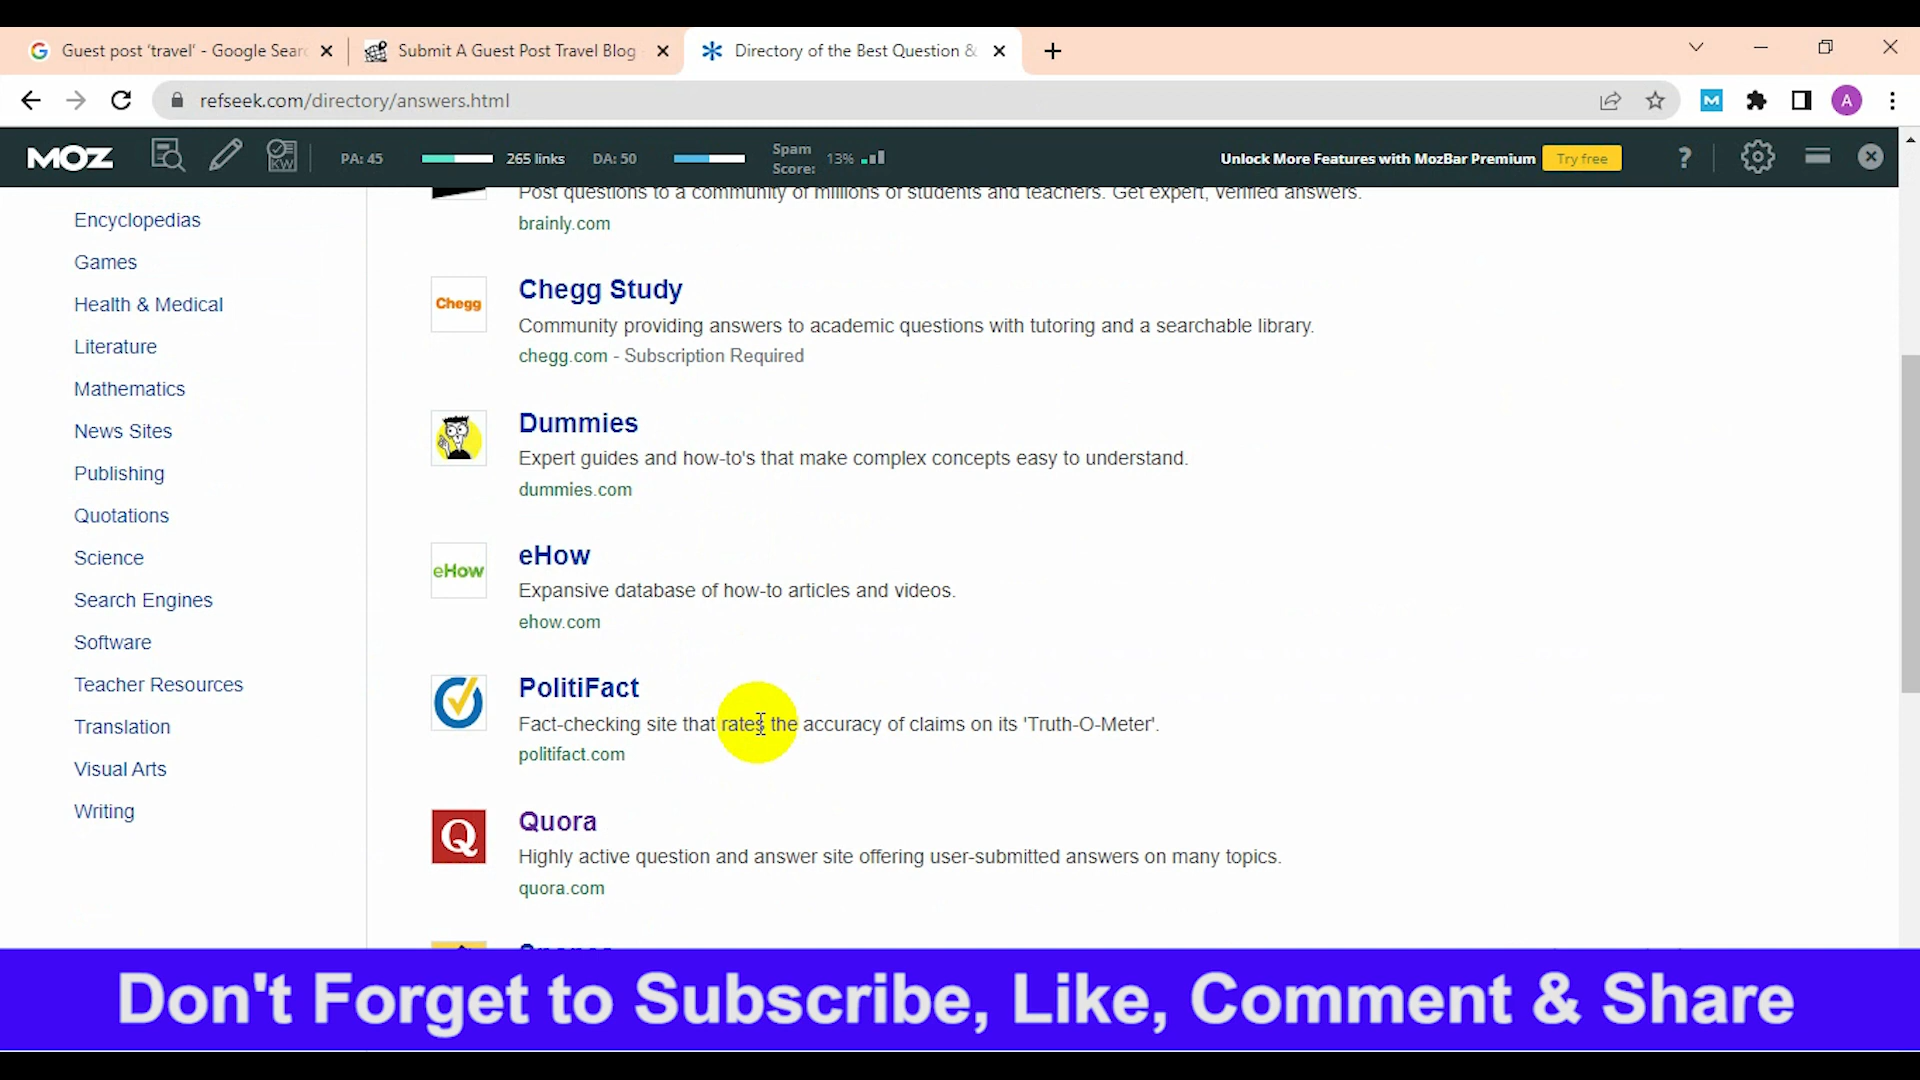 Guest post ‘travel’ - Google Sear
Submit A Guest Post Travel Blog
Directory of the Best Question &
refseek.com/directory/answers.html
A
MOZ
KW
PA: 45
265 links
DA: 50
Spam
Score:
13%
Unlock More Features with MozBar Premium
Try free
?
Encyclopedias
Games
Health & Medical
Literature
Mathematics
News Sites
Publishing
Quotations
Science
Search Engines
Software
Teacher Resources
Translation
Visual Arts
Writing
Post questions to a community of millions of students and teachers. Get expert, verified answers.
brainly.com
Chegg
Chegg Study
Community providing answers to academic questions with tutoring and a searchable library.
chegg.com - Subscription Required
Dummies
Expert guides and how-to's that make complex concepts easy to understand.
dummies.com
eHow
eHow
Expansive database of how-to articles and videos.
ehow.com
PolitiFact
Fact-checking site that rates the accuracy of claims on its 'Truth-O-Meter'.
politifact.com
Q
Quora
Highly active question and answer site offering user-submitted answers on many topics.
quora.com
Don't Forget to Subscribe, Like, Comment & Share